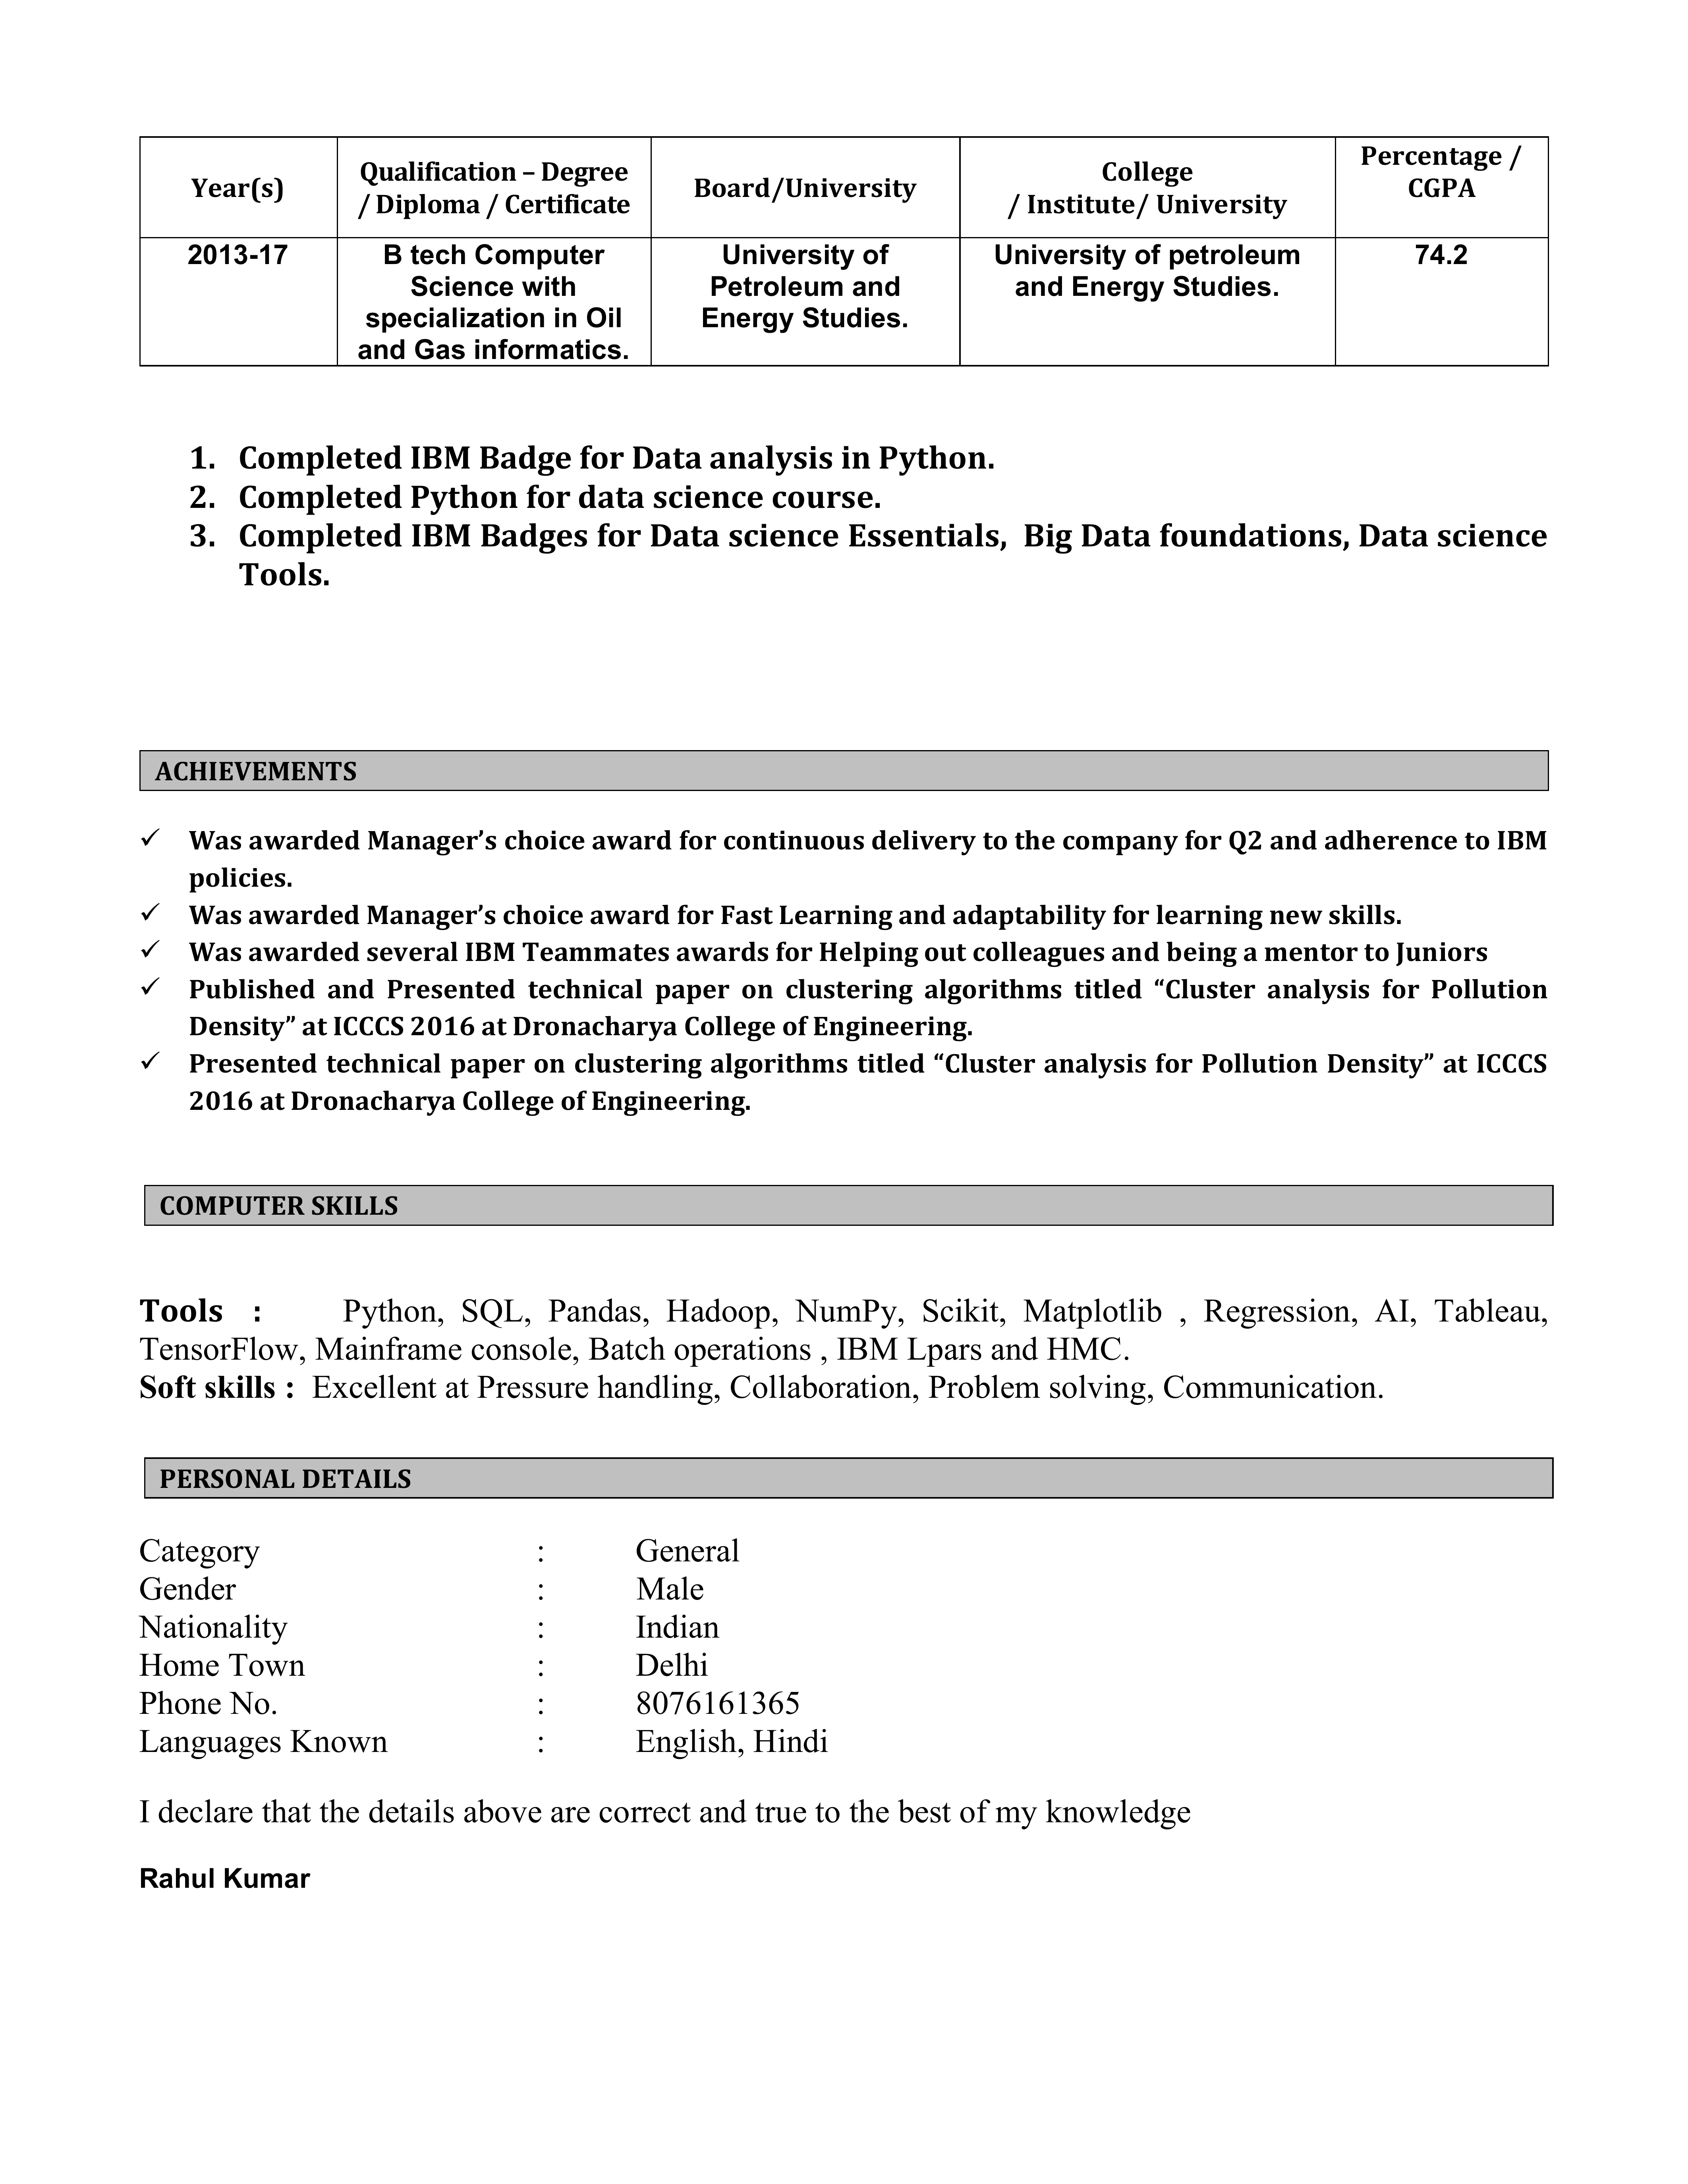 Year(s)
Qualification – Degree
/ Diploma / Certificate
Board/University
College
/ Institute/ University
Percentage /
CGPA
2013-17
B tech Computer
Science with
specialization in Oil
and Gas informatics.
University of
Petroleum and
Energy Studies.
University of petroleum
and Energy Studies.
74.2
1. Completed IBM Badge for Data analysis in Python.
2. Completed Python for data science course.
3. Completed IBM Badges for Data science Essentials, Big Data foundations, Data science
Tools.
ACHIEVEMENTS
✓ Was awarded Manager’s choice award for continuous delivery to the company for Q2 and adherence to IBM
policies.
✓ Was awarded Manager’s choice award for Fast Learning and adaptability for learning new skills.
✓ Was awarded several IBM Teammates awards for Helping out colleagues and being a mentor to Juniors
✓ Published and Presented technical paper on clustering algorithms titled “Cluster analysis for Pollution
Density” at ICCCS 2016 at Dronacharya College of Engineering.
✓ Presented technical paper on clustering algorithms titled “Cluster analysis for Pollution Density” at ICCCS
2016 at Dronacharya College of Engineering.
COMPUTER SKILLS
Tools : Python, SQL, Pandas, Hadoop, NumPy, Scikit, Matplotlib , Regression, AI, Tableau,
TensorFlow, Mainframe console, Batch operations , IBM Lpars and HMC.
Soft skills : Excellent at Pressure handling, Collaboration, Problem solving, Communication.
PERSONAL DETAILS
Category : General
Gender : Male
Nationality : Indian
Home Town : Delhi
Phone No. : 8076161365
Languages Known : English, Hindi
I declare that the details above are correct and true to the best of my knowledge
Rahul Kumar